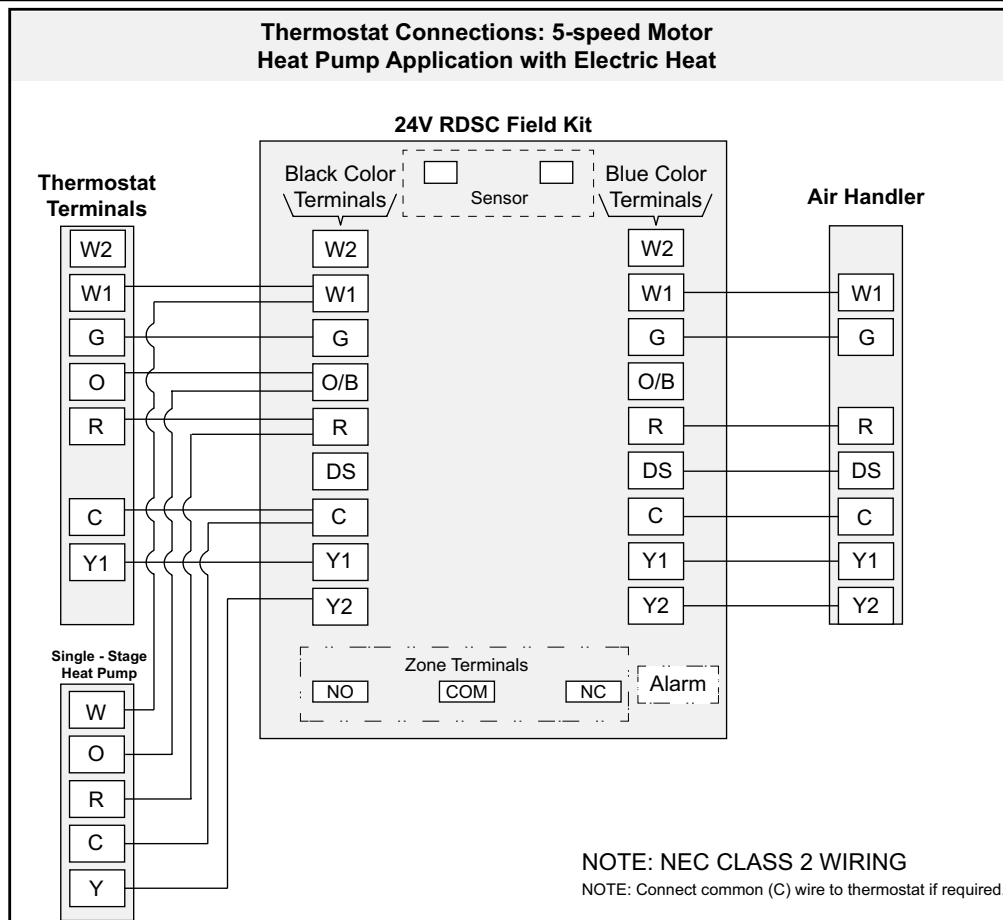 Thermostat Connections: 5-speed Motor
Heat Pump Application with Electric Heat
24V RDSC Field Kit
Thermostat
Terminals
W2
W1
G
O
R
C
Y1
Single - Stage
Heat Pump
W
O
R
C
Y
Black Color
Terminals
Sensor
Blue Color
Terminals
W2
W1
G
O/B
R
DS
C
Y1
Y2
W2
W1
G
O/B
R
DS
C
Y1
Y2
Zone Terminals
NO
COM
NC
Alarm
Air Handler
W1
G
R
DS
C
Y1
Y2
NOTE: NEC CLASS 2 WIRING
NOTE: Connect common (C) wire to thermostat if required.